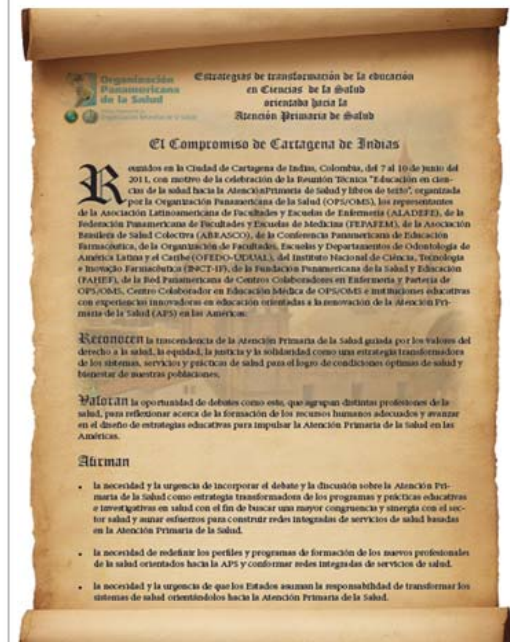 Organización
Panamericana
de la Salud
Organización Mundial de la Salud
Estrategias de transformación de la educación
en Ciencias de la Salud
orientada hacia la
Atención Primaria de Salud
El Compromiso de Cartagena de Indias
Reunidos en la Ciudad de Cartagena de Indias, Colombia, del 7 al 10 de junio del
2011, con motivo de la celebración de la Reunión Técnica "Educación en cien-
cias de la salud hacia la AtenciónPrimaria de Salud y libros de texto", organizada
por la Organización Panamericana de la Salud (OPS/OMS), los representantes
de la Asociación Latinoamericana de Facultades y Escuelas de Enfermería (ALADEFE), de la
Federación Panamericana de Facultades y Escuelas de Medicina (FEPAFEM), de la Asociación
Brasilera de Salud Colectiva (ABRASCO), de la Conferencia Panamericana de Educación
Farmacéutica, de la Organización de Facultades, Escuelas y Departamentos de Odontología de
América Latina y el Caribe (OFEDO-UDUAL), del Instituto Nacional de Ciência, Tecnologia
e Inovação Farmacêutica (INCT-IF), de la Fundación Panamericana de la Salud y Educación
(PAHEF), de la Red Panamericana de Centros Colaboradores en Enfermería y Partería de
OPS/OMS, Centro Colaborador en Educación Médica de OPS/OMS e instituciones educativas
con experiencias innovadoras en educación orientadas a la renovación de la Atención Pri-
maria de la Salud (APS) en las Américas:
Reconocen la trascendencia de la Atención Primaria de la Salud guiada por los valores del
derecho a la salud, la equidad, la justicia y la solidaridad como una estrategia transformadora
de los sistemas, servicios y prácticas de salud para el logro de condiciones óptimas de salud y
bienestar de nuestras poblaciones.
Valoran la oportunidad de debates como este, que agrupan distintas profesiones de la
salud, para reflexionar acerca de la formación de los recursos humanos adecuados y avanzar
en el diseño de estrategias educativas para impulsar la Atención Primaria de la Salud en las
Américas.
Afirman
• la necesidad y la urgencia de incorporar el debate y la discusión sobre la Atención Pri-
maria de la Salud como estrategia transformadora de los programas y prácticas educativas
e investigativas en salud con el fin de buscar una mayor congruencia y sinergia con el sec-
tor salud y aunar esfuerzos para construir redes integradas de servicios de salud basadas
en la Atención Primaria de la Salud.
• la necesidad de redefinir los perfiles y programas de formación de los nuevos profesionales
de la salud orientados hacia la APS y conformar redes integradas de servicios de salud.
• la necesidad y la urgencia de que los Estados asuman la responsabilidad de transformar los
sistemas de salud orientándolos hacia la Atención Primaria de la Salud.